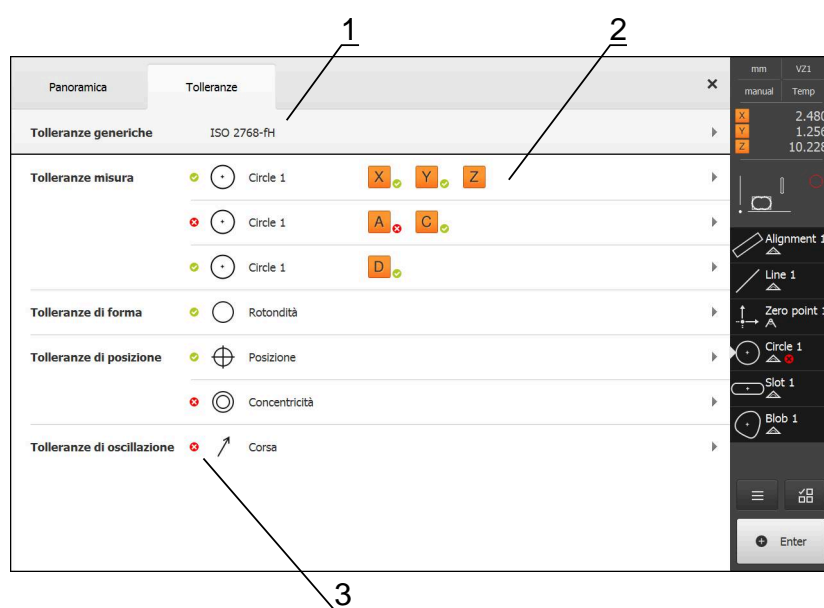 1 2
Panoramica Tolleranze ×
Tolleranze generiche ISO 2768-fH
Tolleranze misura Circle 1 X Y Z
Circle 1 A C
Circle 1 D
Tolleranze di forma Rotondità
Tolleranze di posizione Posizione
Concentricità
Tolleranze di oscillazione Corsa
3
mm VZ1
manual Temp
X 2.480
Y 1.256
Z 10.228
Alignment 1
Line 1
Zero point 1
Circle 1
Slot 1
Blob 1
Enter